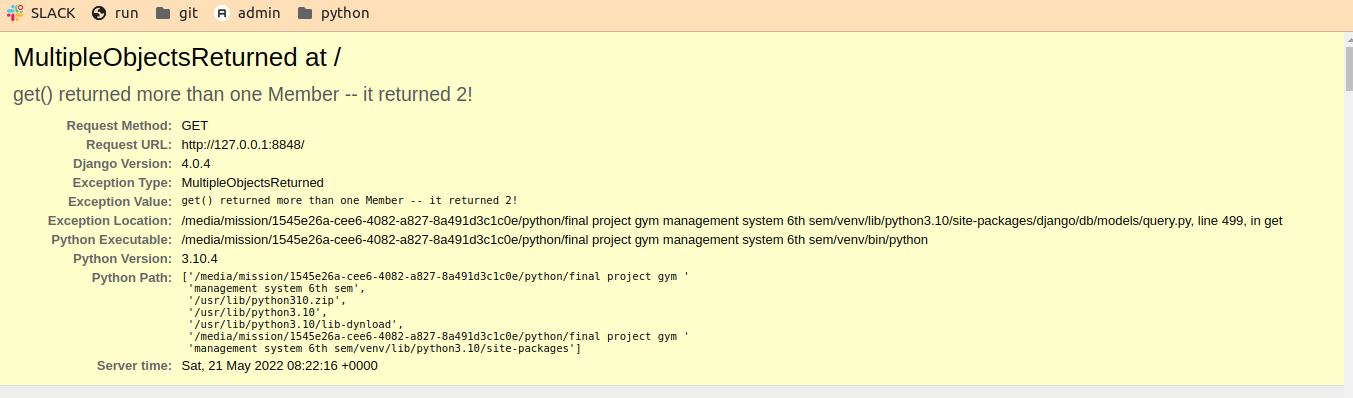 SLACK run git admin python
MultipleObjectsReturned at /
get() returned more than one Member -- it returned 2!
Request Method: GET
Request URL: http://127.0.0.1:8848/
Django Version: 4.0.4
Exception Type: MultipleObjectsReturned
Exception Value: get() returned more than one Member -- it returned 2!
Exception Location: /media/mission/1545e26a-cee6-4082-a827-8a491d3c1c0e/python/final project gym management system 6th sem/venv/lib/python3.10/site-packages/django/db/models/query.py, line 499, in get
Python Executable: /media/mission/1545e26a-cee6-4082-a827-8a491d3c1c0e/python/final project gym management system 6th sem/venv/bin/python
Python Version: 3.10.4
Python Path: ['/media/mission/1545e26a-cee6-4082-a827-8a491d3c1c0e/python/final project gym '
'management system 6th sem',
'/usr/lib/python310.zip',
'/usr/lib/python3.10',
'/usr/lib/python3.10/lib-dynload',
'/media/mission/1545e26a-cee6-4082-a827-8a491d3c1c0e/python/final project gym '
'management system 6th sem/venv/lib/python3.10/site-packages']
Server time: Sat, 21 May 2022 08:22:16 +0000